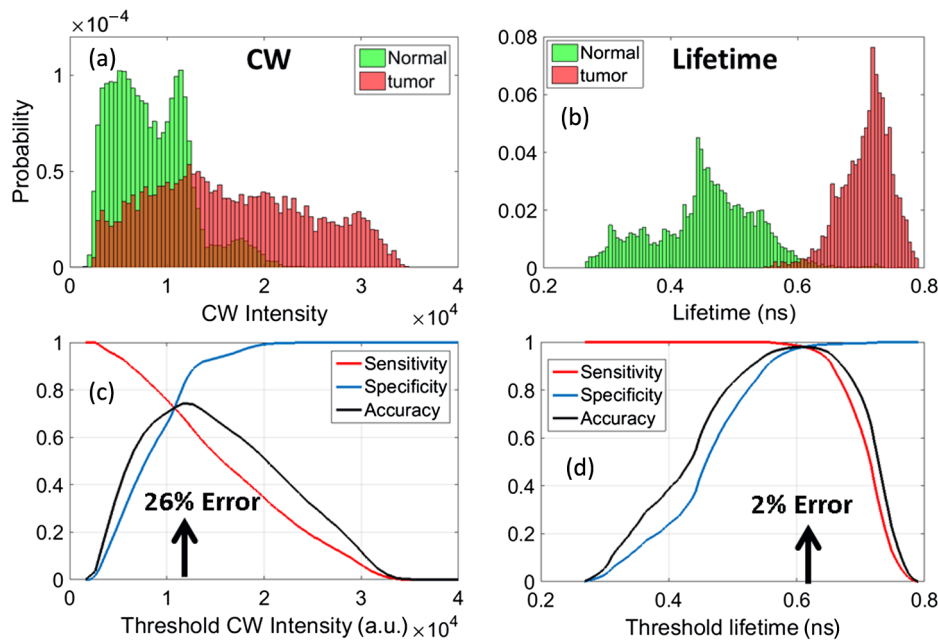 ×10⁻⁴
(a)
CW
Normal
tumor
1
0.5
0
Probability
0
1
2
3
4
CW Intensity
×10⁴
Lifetime
Normal
tumor
(b)
0.08
0.06
0.04
0.02
0
0.2
0.4
0.6
0.8
Lifetime (ns)
(c)
Sensitivity
Specificity
Accuracy
1
0.8
0.6
0.4
0.2
0
26% Error
0
1
2
3
4
Threshold CW Intensity (a.u.)
×10⁴
Sensitivity
Specificity
Accuracy
(d)
1
0.8
0.6
0.4
0.2
0
2% Error
0.2
0.4
0.6
0.8
Threshold lifetime (ns)